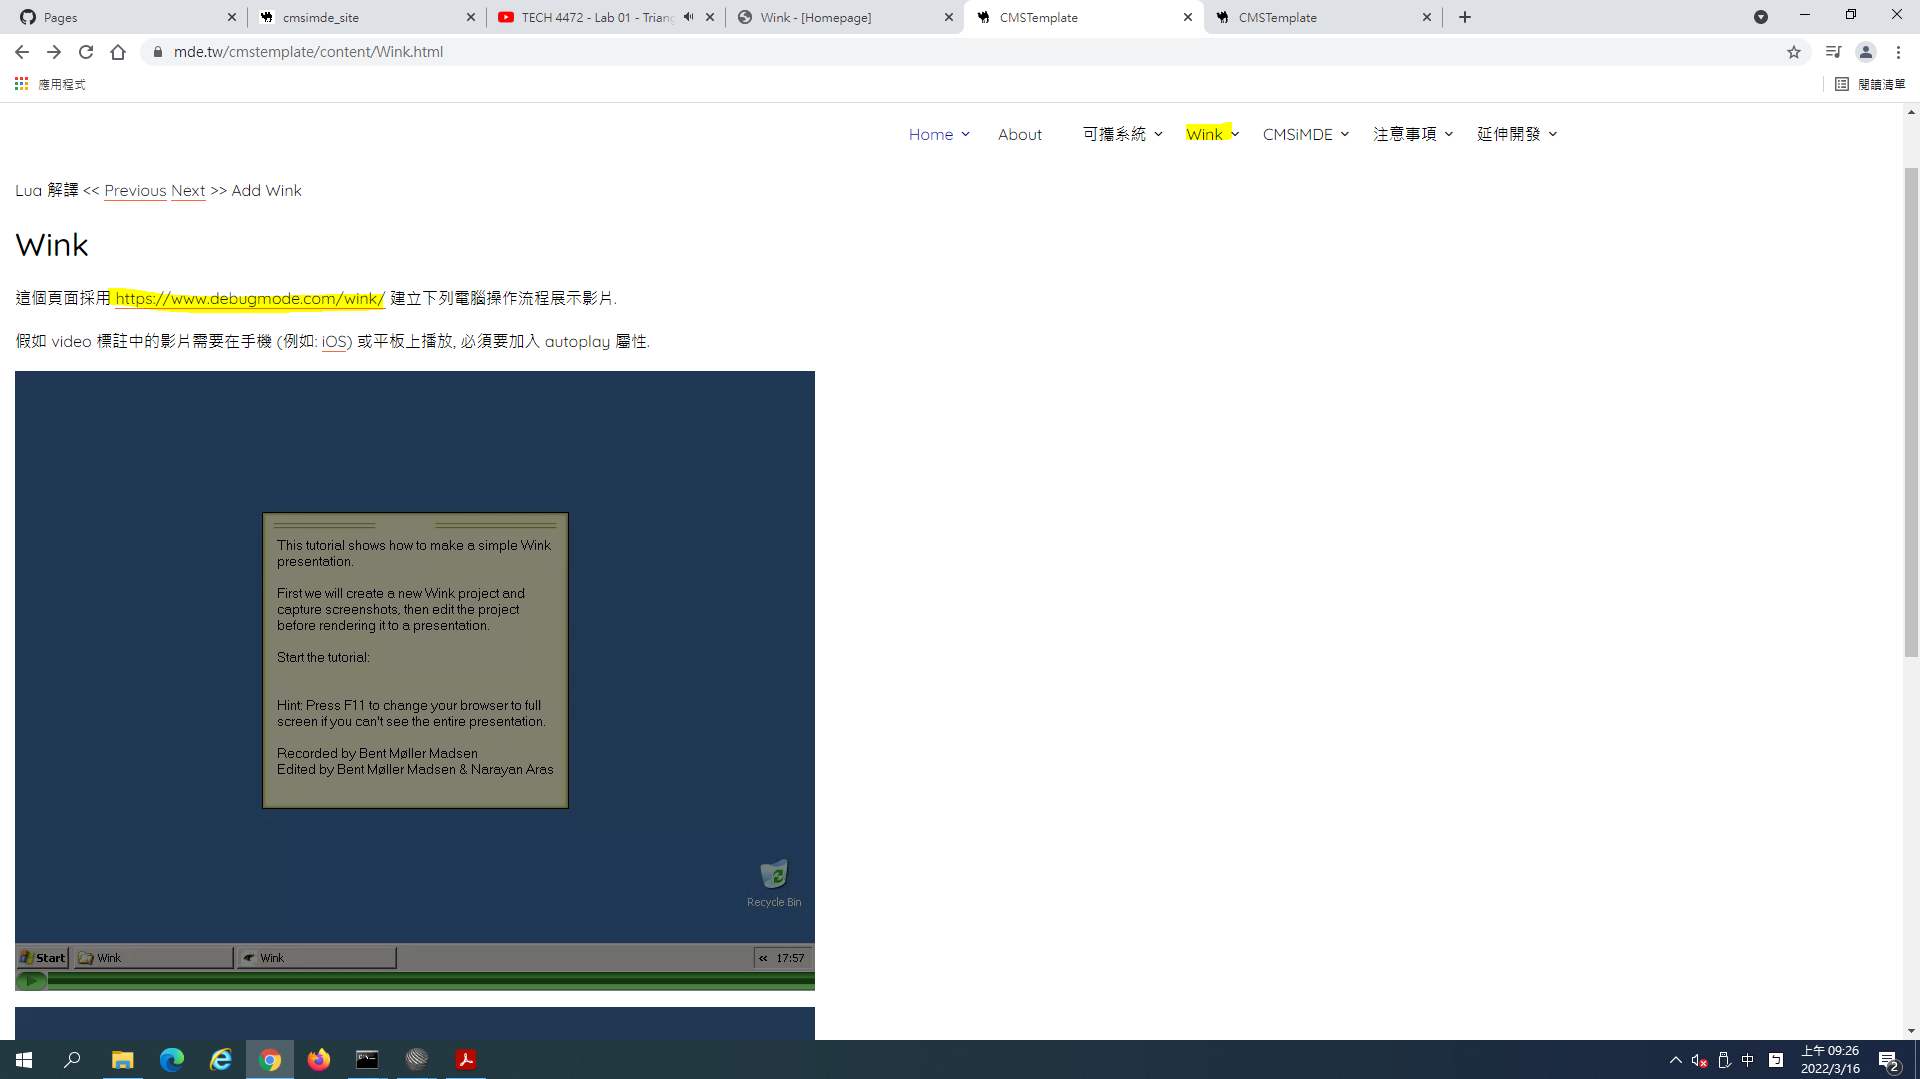 Pages
cmsimde_site
TECH 4472 - Lab 01 - Triang
Wink - [Homepage]
CMSTemplate
CMSTemplate
mde.tw/cmstemplate/content/Wink.html
應用程式
閱讀清單
Home
About
可攜系統
Wink
CMSiMDE
注意事項
延伸開發
Lua 解譯 << Previous Next >> Add Wink
Wink
這個頁面採用 https://www.debugmode.com/wink/ 建立下列電腦操作流程展示影片.
假如 video 標註中的影片需要在手機 (例如: iOS) 或平板上播放, 必須要加入 autoplay 屬性.
This tutorial shows how to make a simple Wink
presentation.
First we will create a new Wink project and
capture screenshots, then edit the project
before rendering it to a presentation.
Start the tutorial:
Hint: Press F11 to change your browser to full
screen if you can't see the entire presentation.
Recorded by Bent Møller Madsen
Edited by Bent Møller Madsen & Narayan Aras
Recycle Bin
Start
Wink
Wink
« 17:57
中
上午 09:26
2022/3/16
2